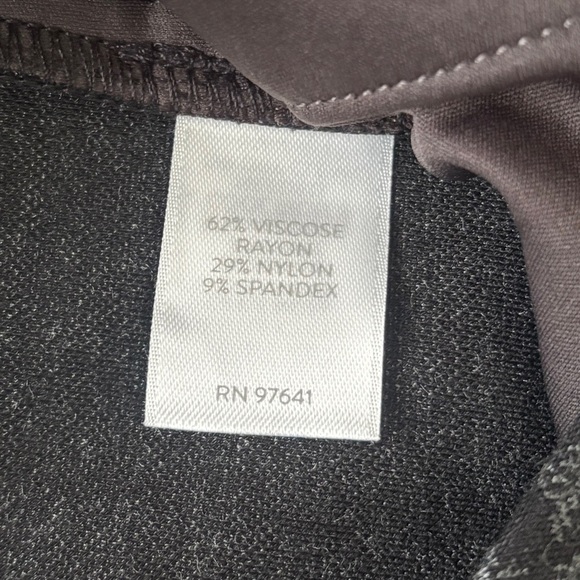 62% VISCOSE
RAYON
29% NYLON
9% SPANDEX
RN 97641